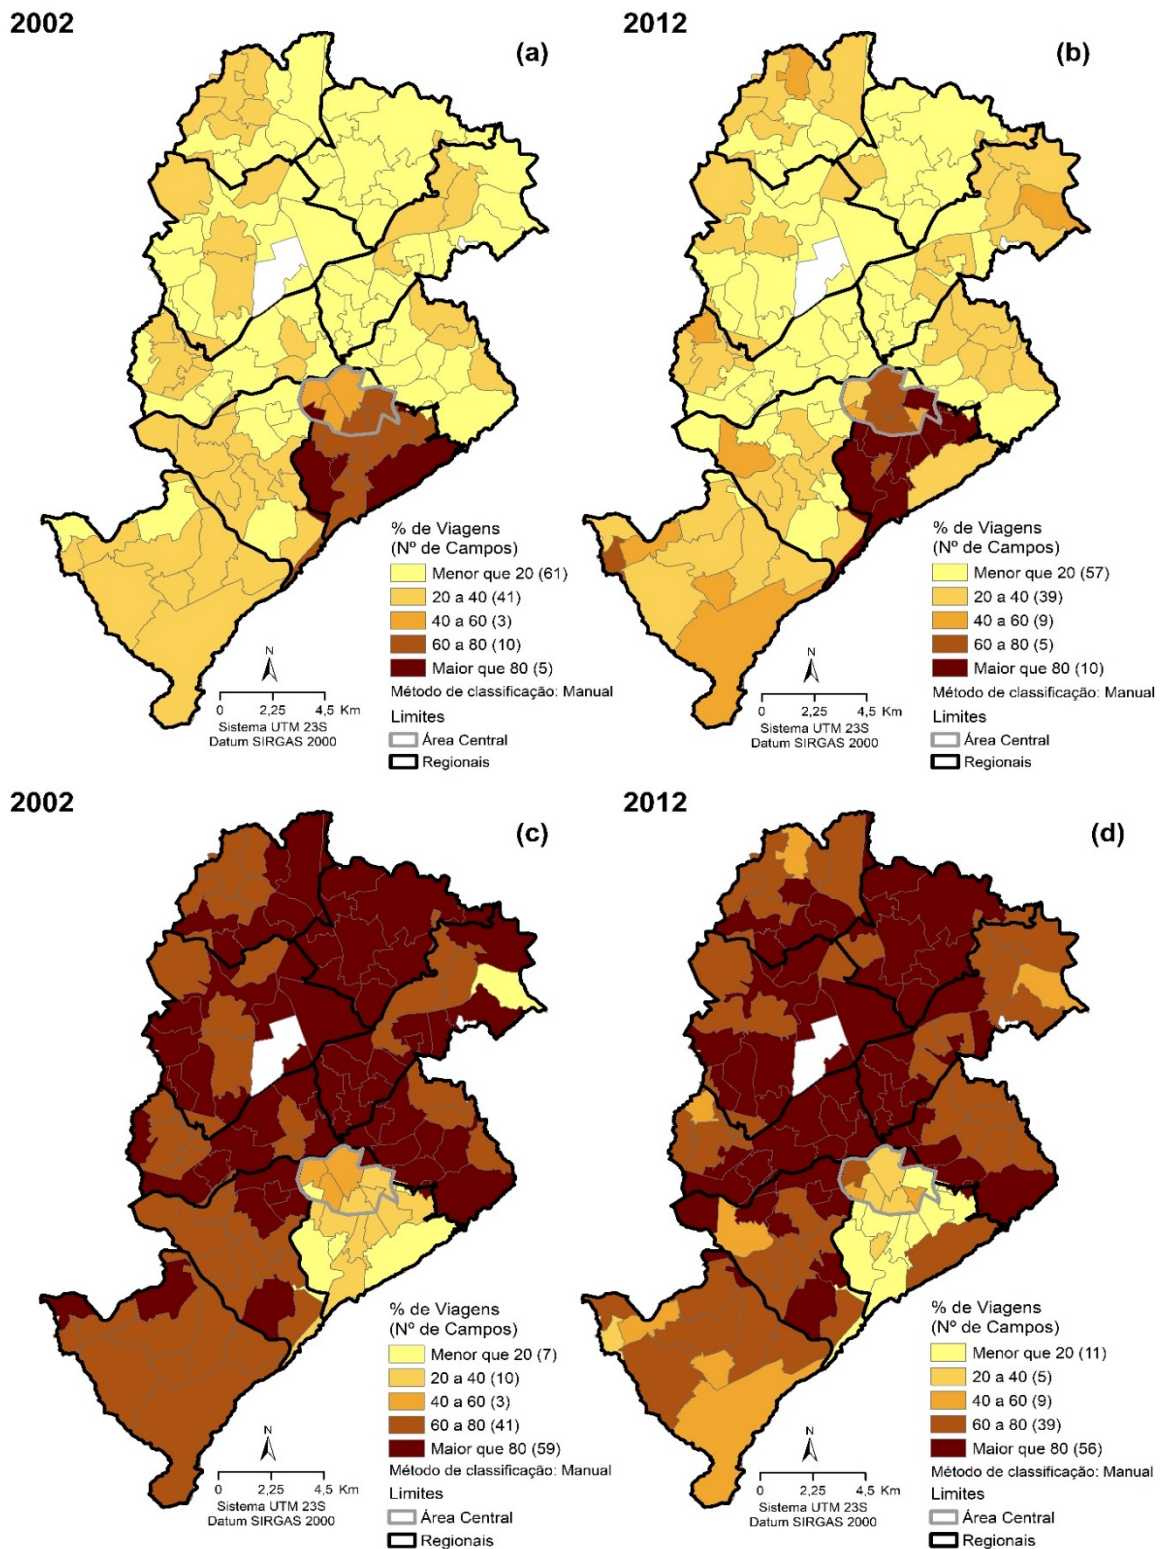 2002
(a)
% de Viagens
(Nº de Campos)
Menor que 20 (61)
20 a 40 (41)
40 a 60 (3)
60 a 80 (10)
Maior que 80 (5)
Método de classificação: Manual
Limites
Área Central
Regionais
N
0 2,25 4,5 Km
Sistema UTM 23S
Datum SIRGAS 2000
2012
(b)
% de Viagens
(Nº de Campos)
Menor que 20 (57)
20 a 40 (39)
40 a 60 (9)
60 a 80 (5)
Maior que 80 (10)
Método de classificação: Manual
Limites
Área Central
Regionais
N
0 2,25 4,5 Km
Sistema UTM 23S
Datum SIRGAS 2000
2002
(c)
% de Viagens
(Nº de Campos)
Menor que 20 (7)
20 a 40 (10)
40 a 60 (3)
60 a 80 (41)
Maior que 80 (59)
Método de classificação: Manual
Limites
Área Central
Regionais
N
0 2,25 4,5 Km
Sistema UTM 23S
Datum SIRGAS 2000
2012
(d)
% de Viagens
(Nº de Campos)
Menor que 20 (11)
20 a 40 (5)
40 a 60 (9)
60 a 80 (39)
Maior que 80 (56)
Método de classificação: Manual
Limites
Área Central
Regionais
N
0 2,25 4,5 Km
Sistema UTM 23S
Datum SIRGAS 2000